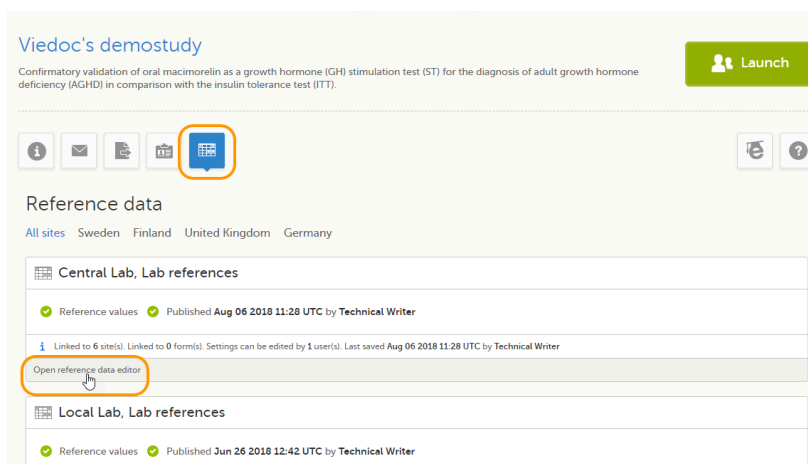 Viedoc's demostudy
Confirmatory validation of oral macimorelin as a growth hormone (GH) stimulation test (ST) for the diagnosis of adult growth hormone
deficiency (AGHD) in comparison with the insulin tolerance test (ITT).
Launch
Reference data
All sites Sweden Finland United Kingdom Germany
Central Lab, Lab references
Reference values Published Aug 06 2018 11:28 UTC by Technical Writer
i Linked to 6 site(s). Linked to 0 form(s). Settings can be edited by 1 user(s). Last saved Aug 06 2018 11:28 UTC by Technical Writer
Open reference data editor
Local Lab, Lab references
Reference values Published Jun 26 2018 12:42 UTC by Technical Writer